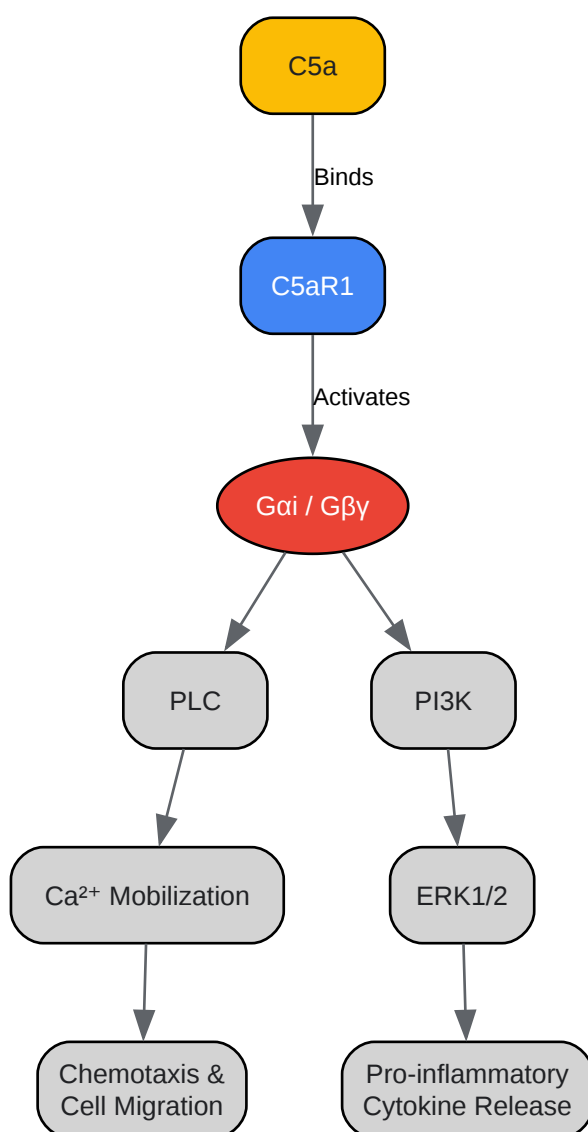 C5a
Binds
C5aR1
Activates
Gαi / Gβγ
PLC
PI3K
Ca²⁺ Mobilization
ERK1/2
Chemotaxis &
Cell Migration
Pro-inflammatory
Cytokine Release